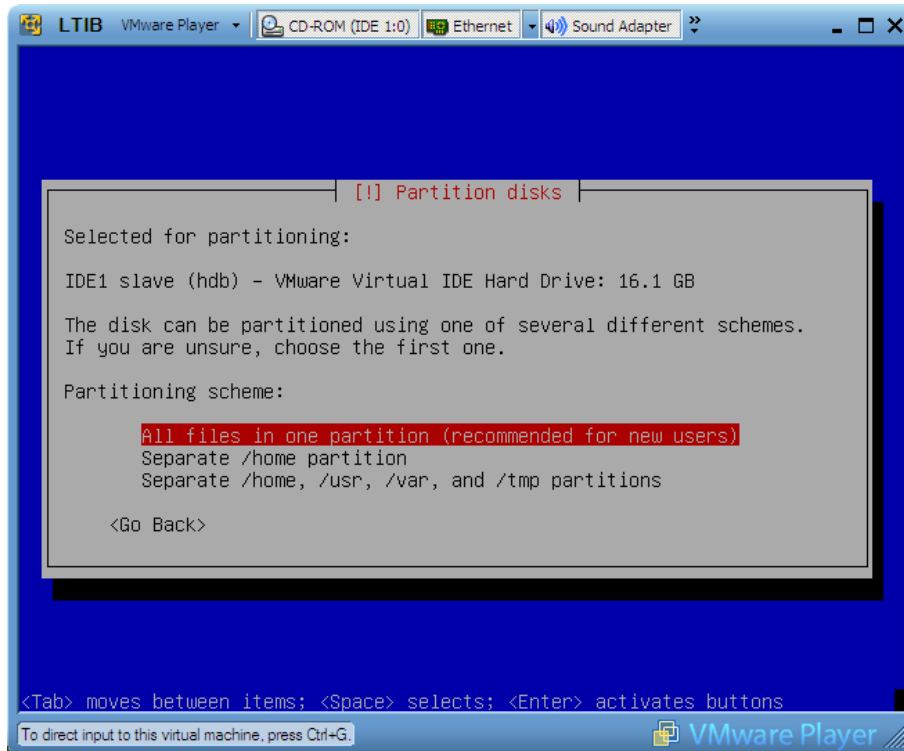 LTIB VMware Player CD-ROM (IDE 1:0) Ethernet Sound Adapter
[!] Partition disks
Selected for partitioning:
IDE1 slave (hdb) – VMware Virtual IDE Hard Drive: 16.1 GB
The disk can be partitioned using one of several different schemes.
If you are unsure, choose the first one.
Partitioning scheme:
All files in one partition (recommended for new users)
Separate /home partition
Separate /home, /usr, /var, and /tmp partitions
<Go Back>
<Tab> moves between items; <Space> selects; <Enter> activates buttons
To direct input to this virtual machine, press Ctrl+G. VMware Player